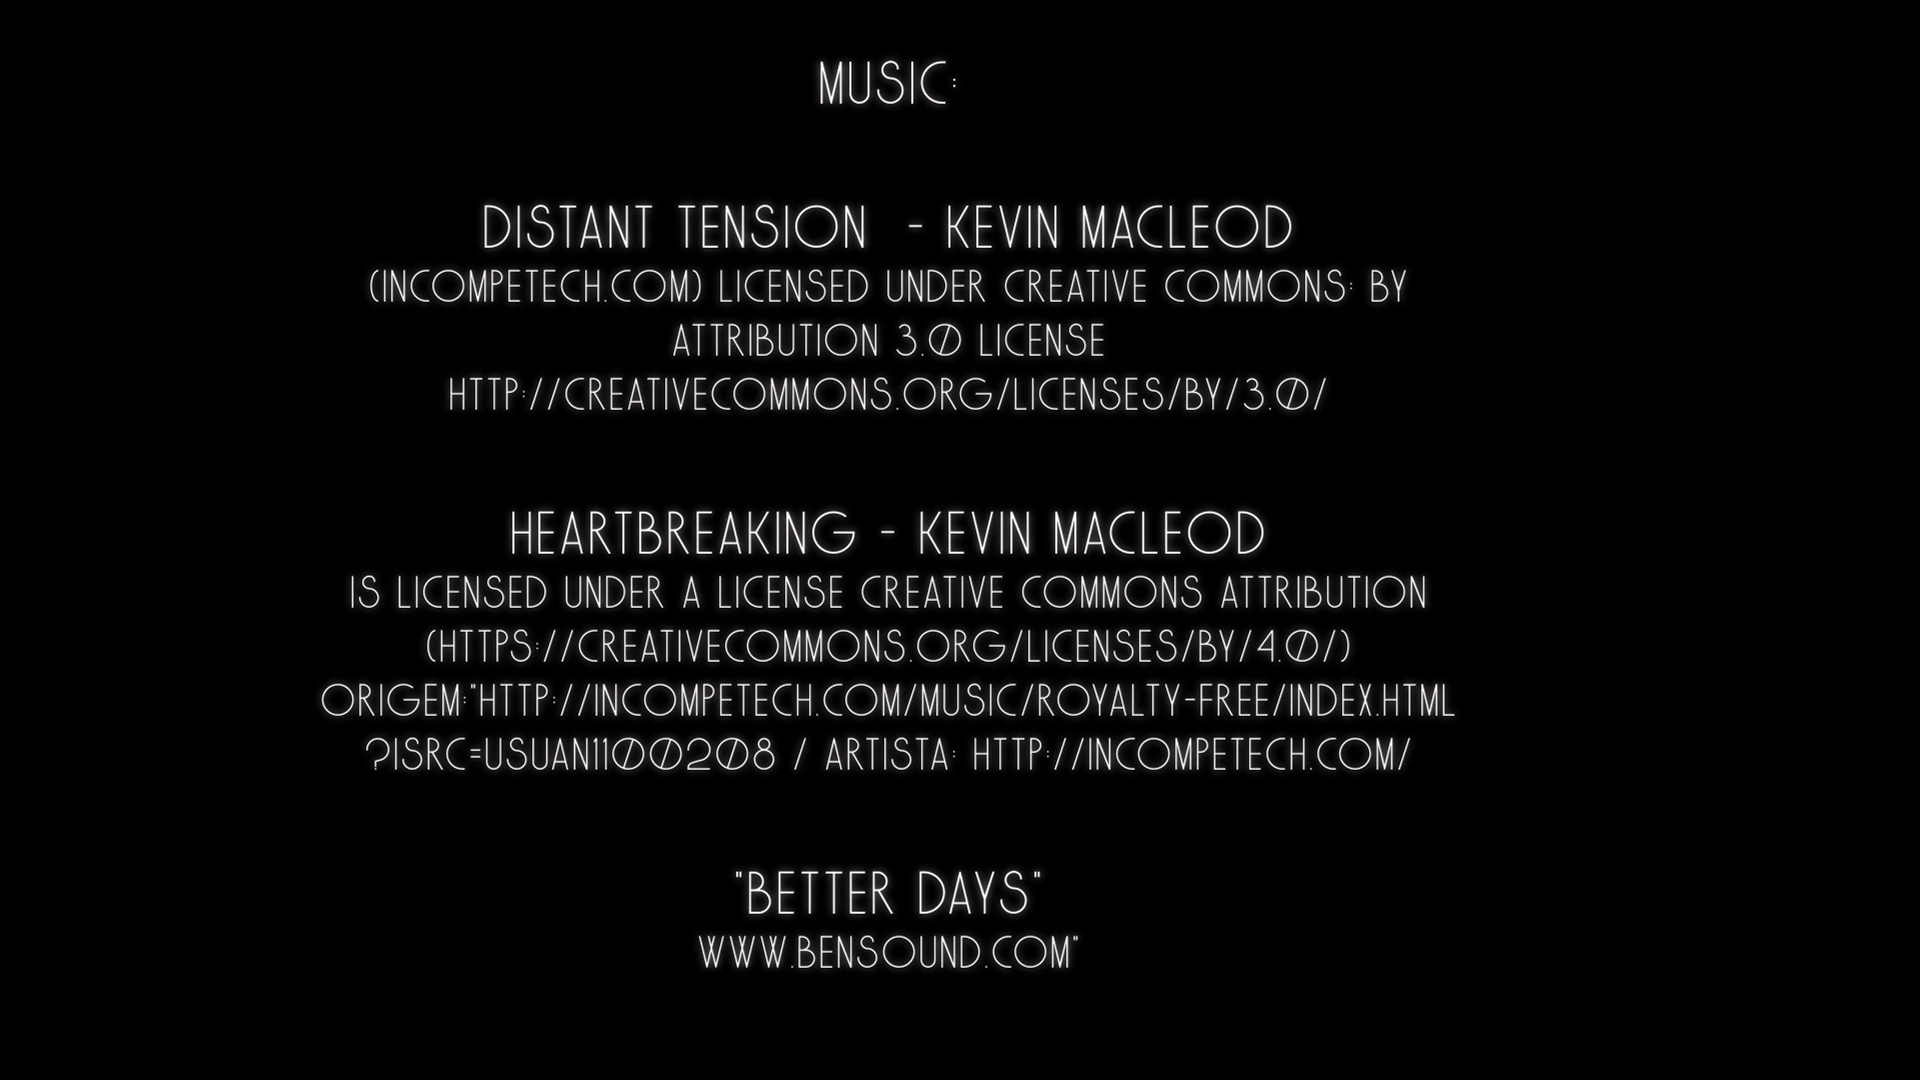 MUSIC:
DISTANT TENSION - KEVIN MACLEOD
(INCOMPETECH.COM) LICENSED UNDER CREATIVE COMMONS: BY
ATTRIBUTION 3.0 LICENSE
HTTP://CREATIVECOMMONS.ORG/LICENSES/BY/3.0/
HEARTBREAKING - KEVIN MACLEOD
IS LICENSED UNDER A LICENSE CREATIVE COMMONS ATTRIBUTION
(HTTPS://CREATIVECOMMONS.ORG/LICENSES/BY/4.0/)
ORIGEM:"HTTP://INCOMPETECH.COM/MUSIC/ROYALTY-FREE/INDEX.HTML
?ISRC=USUAN1100208 / ARTISTA: HTTP://INCOMPETECH.COM/
"BETTER DAYS"
WWW.BENSOUND.COM"